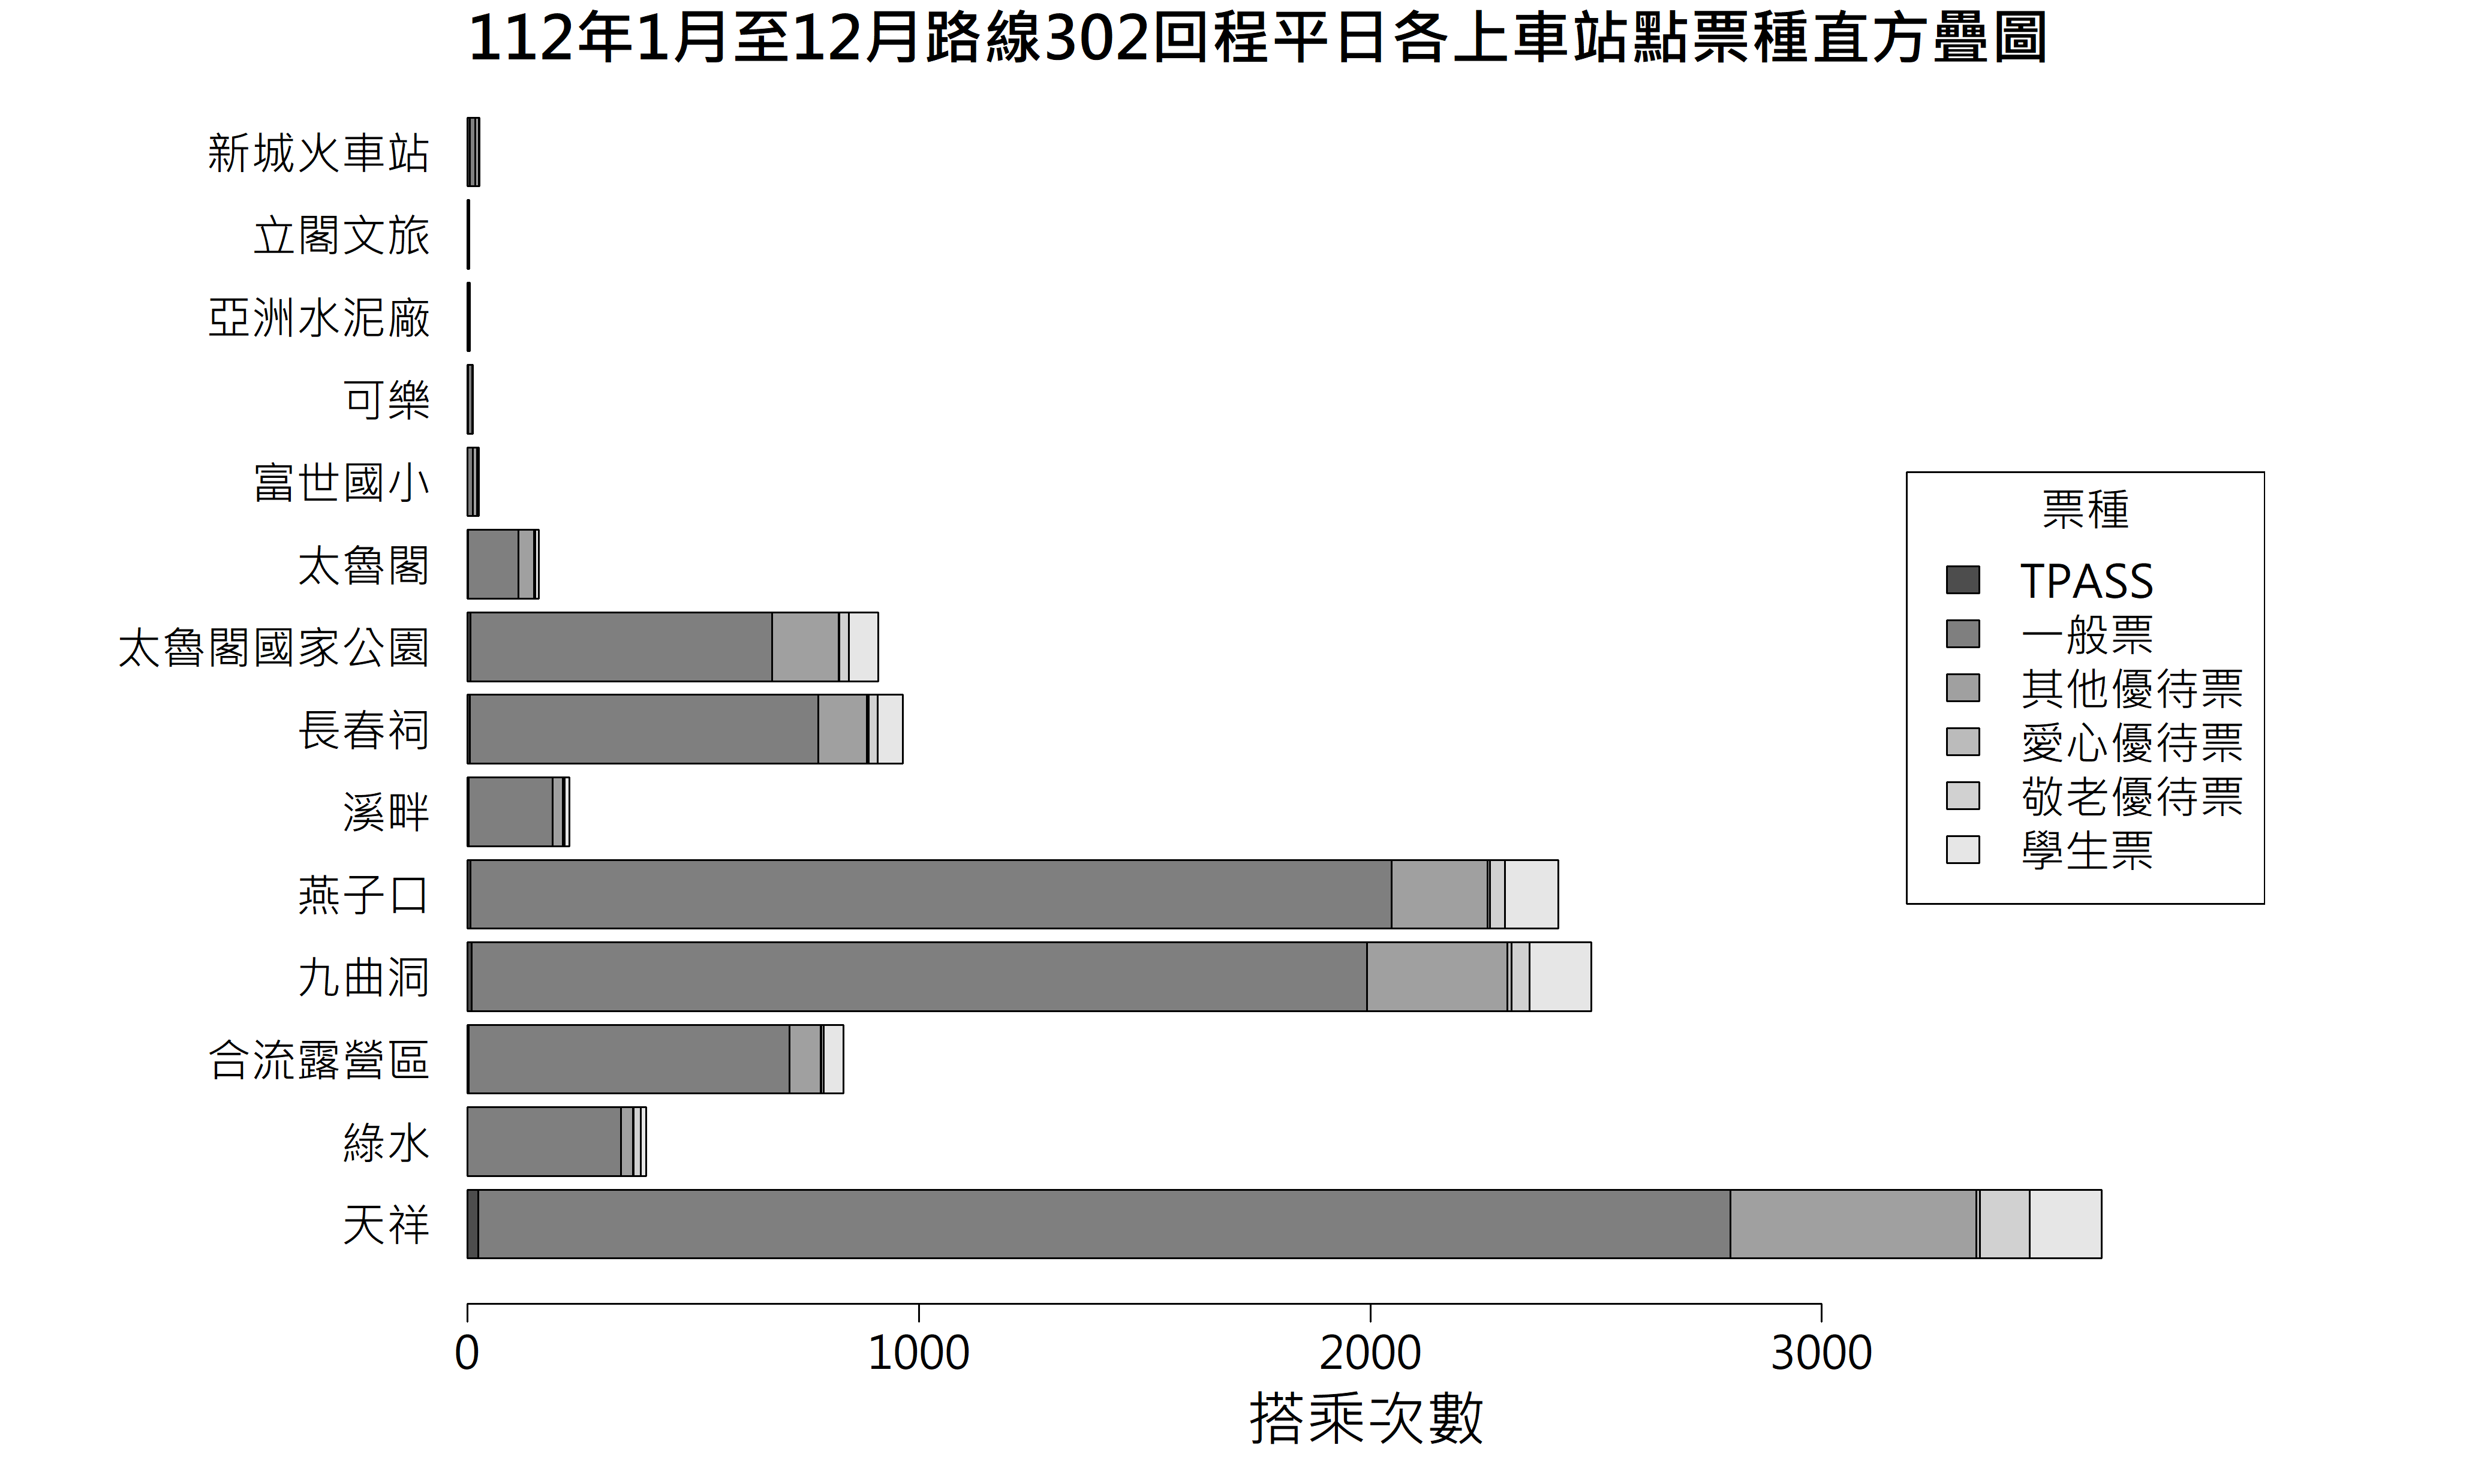 112年1月至12月路線302回程平日各上車站點票種直方疊圖
新城火車站
立閣文旅
亞洲水泥廠
可樂
富世國小
太魯閣
太魯閣國家公園
長春祠
溪畔
燕子口
九曲洞
合流露營區
綠水
天祥
票種
TPASS
一般票
其他優待票
愛心優待票
敬老優待票
學生票
0 1000 2000 3000
搭乘次數